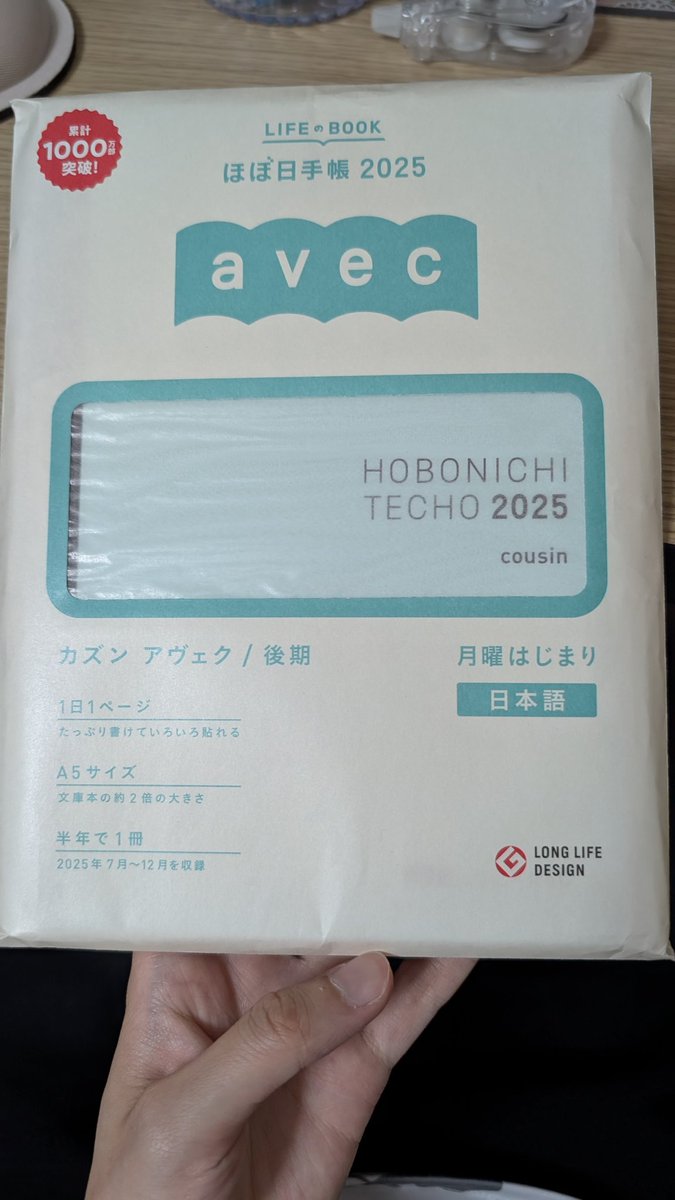 累計
1000万部
突破!
LIFEのBOOK
ほぼ日手帳 2025
avec
HOBONICHI
TECHO 2025
cousin
カズン アヴェク / 後期
月曜はじまり
日本語
1日1ページ
たっぷり書けていろいろ貼れる
A5サイズ
文庫本の約2倍の大きさ
半年で1冊
2025年7月〜12月を収録
LONG LIFE
DESIGN